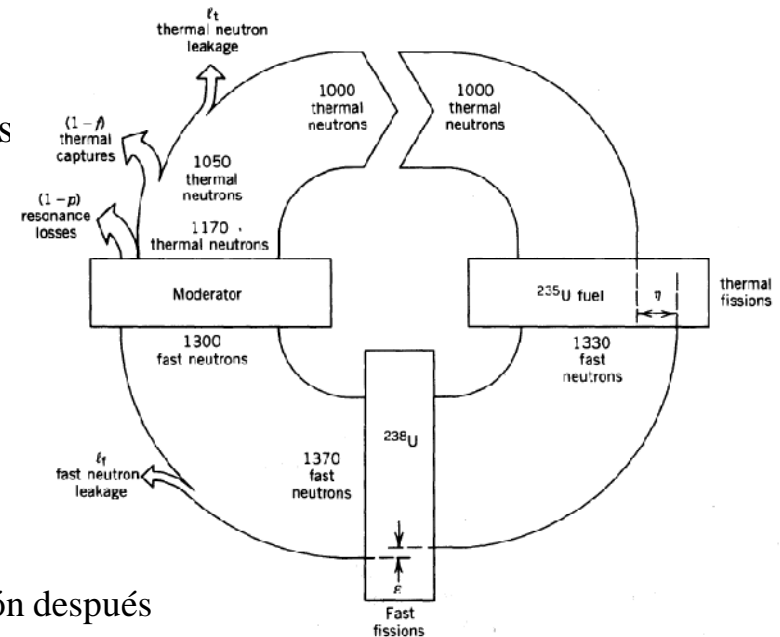 ℓt
thermal neutron
leakage
s
(1-f)
thermal
captures
(1-p)
resonance
losses
1000
thermal
neutrons
1000
thermal
neutrons
1050
thermal
neutrons
1170
thermal neutrons
Moderator
²³⁵U fuel
η
thermal
fissions
1300
fast neutrons
1330
fast
neutrons
²³⁸U
1370
fast
neutrons
ℓf
fast neutron
leakage
ε
Fast
fissions
ón después